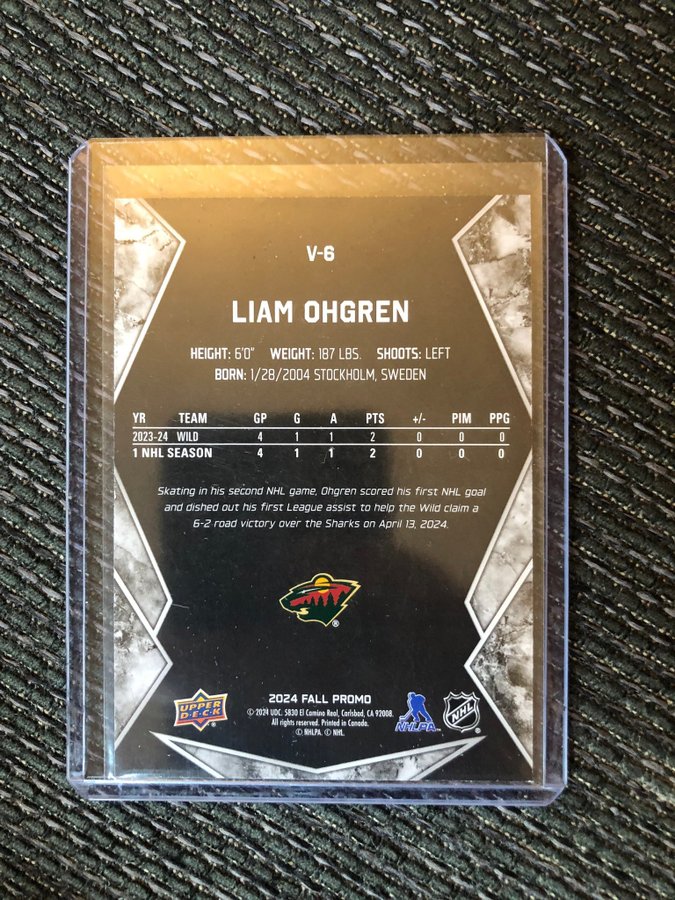 V-6
LIAM OHGREN
HEIGHT: 6'0" WEIGHT: 187 LBS. SHOOTS: LEFT
BORN: 1/28/2004 STOCKHOLM, SWEDEN
YR TEAM GP G A PTS +/- PIM PPG
2023-24 WILD 4 1 1 2 0 0 0
1 NHL SEASON 4 1 1 2 0 0 0
Skating in his second NHL game, Ohgren scored his first NHL goal
and dished out his first League assist to help the Wild claim a
6-2 road victory over the Sharks on April 13, 2024.
®
2024 FALL PROMO
© 2024 UDC. 5830 El Camino Real, Carlsbad, CA 92008.
All rights reserved. Printed in Canada.
© NHLPA. © NHL.
UPPER
DECK
NHLPA
NHL